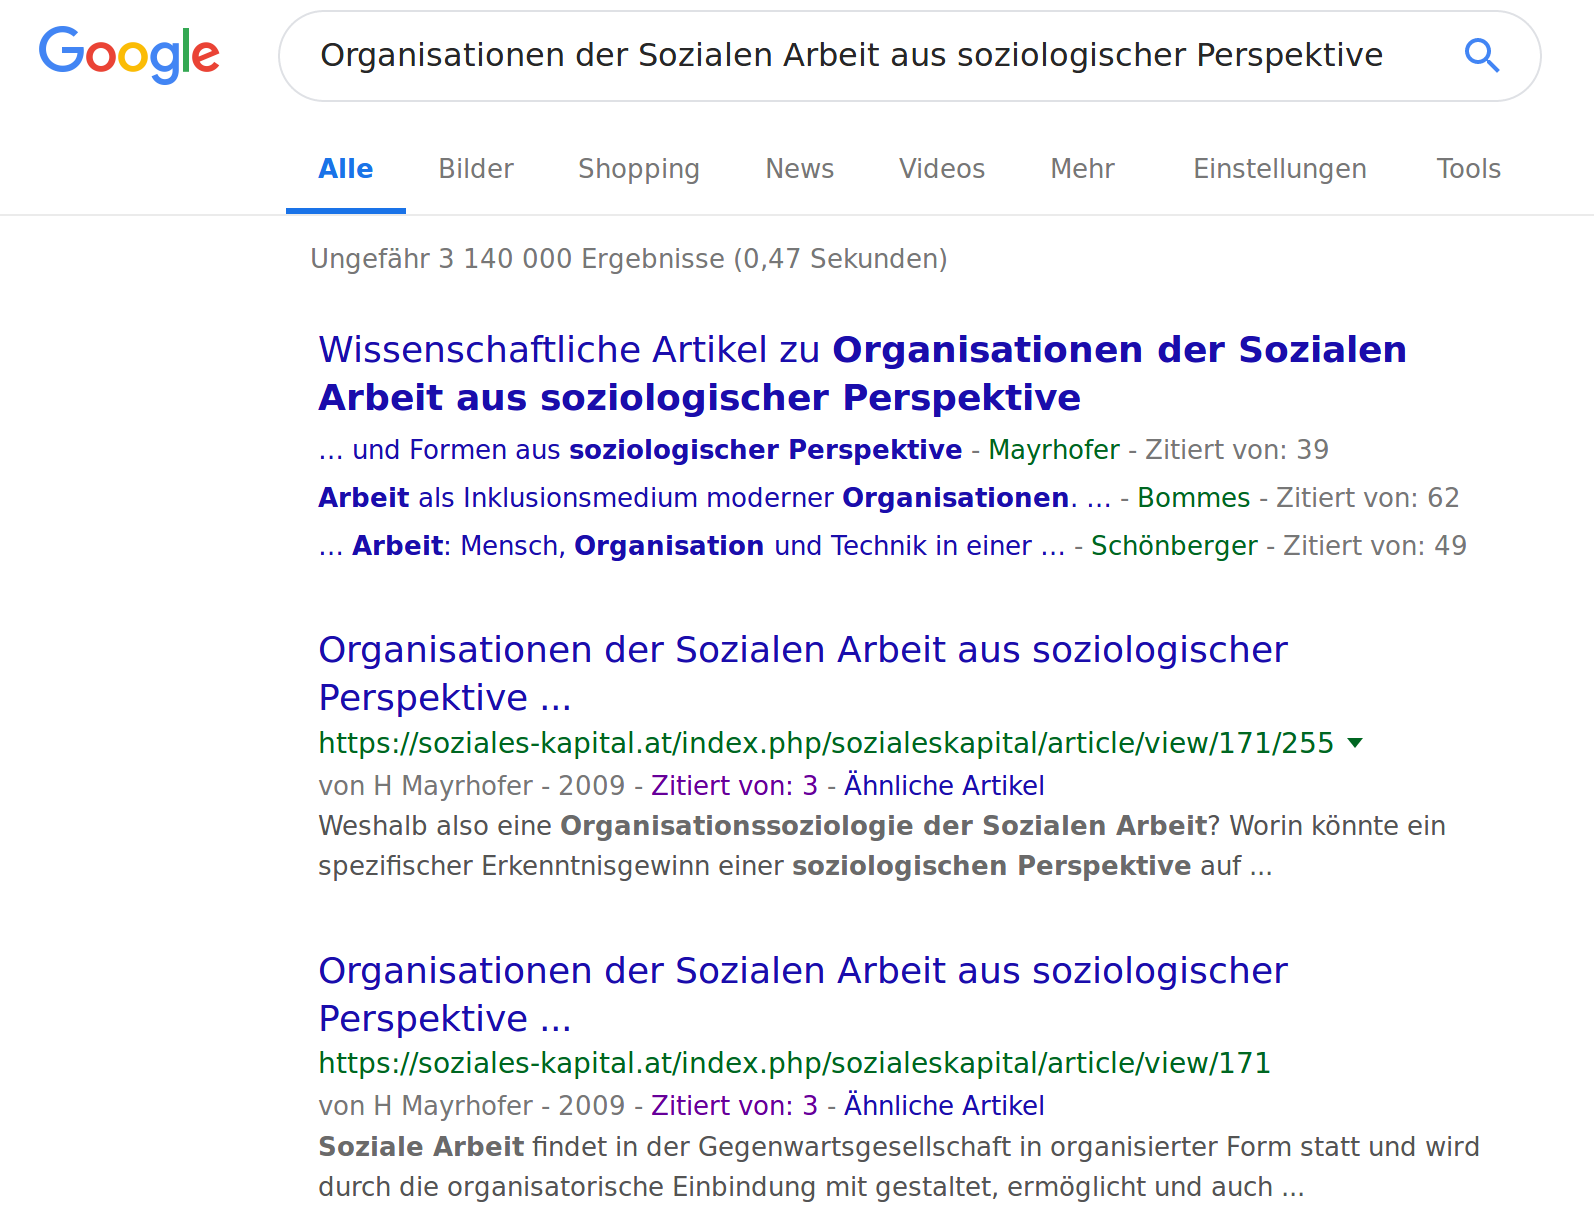 Google
Organisationen der Sozialen Arbeit aus soziologischer Perspektive
Alle Bilder Shopping News Videos Mehr Einstellungen Tools
Ungefähr 3 140 000 Ergebnisse (0,47 Sekunden)
Wissenschaftliche Artikel zu Organisationen der Sozialen
Arbeit aus soziologischer Perspektive
... und Formen aus soziologischer Perspektive - Mayrhofer - Zitiert von: 39
Arbeit als Inklusionsmedium moderner Organisationen. ... - Bommes - Zitiert von: 62
... Arbeit: Mensch, Organisation und Technik in einer ... - Schönberger - Zitiert von: 49
Organisationen der Sozialen Arbeit aus soziologischer
Perspektive ...
https://soziales-kapital.at/index.php/sozialeskapital/article/view/171/255
von H Mayrhofer - 2009 - Zitiert von: 3 - Ähnliche Artikel
Weshalb also eine Organisationssoziologie der Sozialen Arbeit? Worin könnte ein
spezifischer Erkenntnisgewinn einer soziologischen Perspektive auf ...
Organisationen der Sozialen Arbeit aus soziologischer
Perspektive ...
https://soziales-kapital.at/index.php/sozialeskapital/article/view/171
von H Mayrhofer - 2009 - Zitiert von: 3 - Ähnliche Artikel
Soziale Arbeit findet in der Gegenwartsgesellschaft in organisierter Form statt und wird
durch die organisatorische Einbindung mit gestaltet, ermöglicht und auch ...